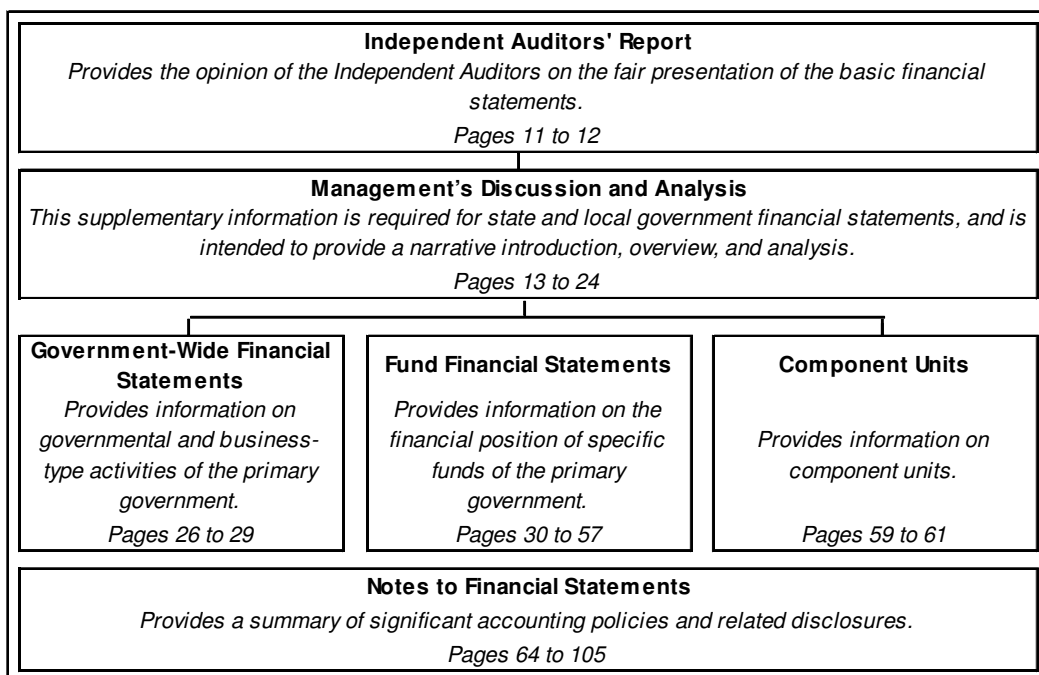 Independent Auditors' Report
Provides the opinion of the Independent Auditors on the fair presentation of the basic financial
statements.
Pages 11 to 12
Management’s Discussion and Analysis
This supplementary information is required for state and local government financial statements, and is
intended to provide a narrative introduction, overview, and analysis.
Pages 13 to 24
Government-Wide Financial
Statements
Provides information on
governmental and business-
type activities of the primary
government.
Pages 26 to 29
Fund Financial Statements
Provides information on the
financial position of specific
funds of the primary
government.
Pages 30 to 57
Component Units
Provides information on
component units.
Pages 59 to 61
Notes to Financial Statements
Provides a summary of significant accounting policies and related disclosures.
Pages 64 to 105